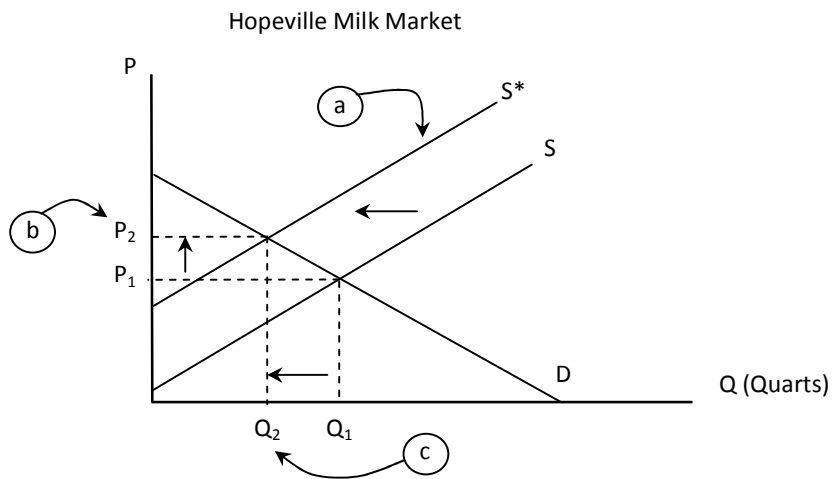 Hopeville Milk Market
P
a
S*
S
b
P₂
P₁
D
Q (Quarts)
Q₂ Q₁
c